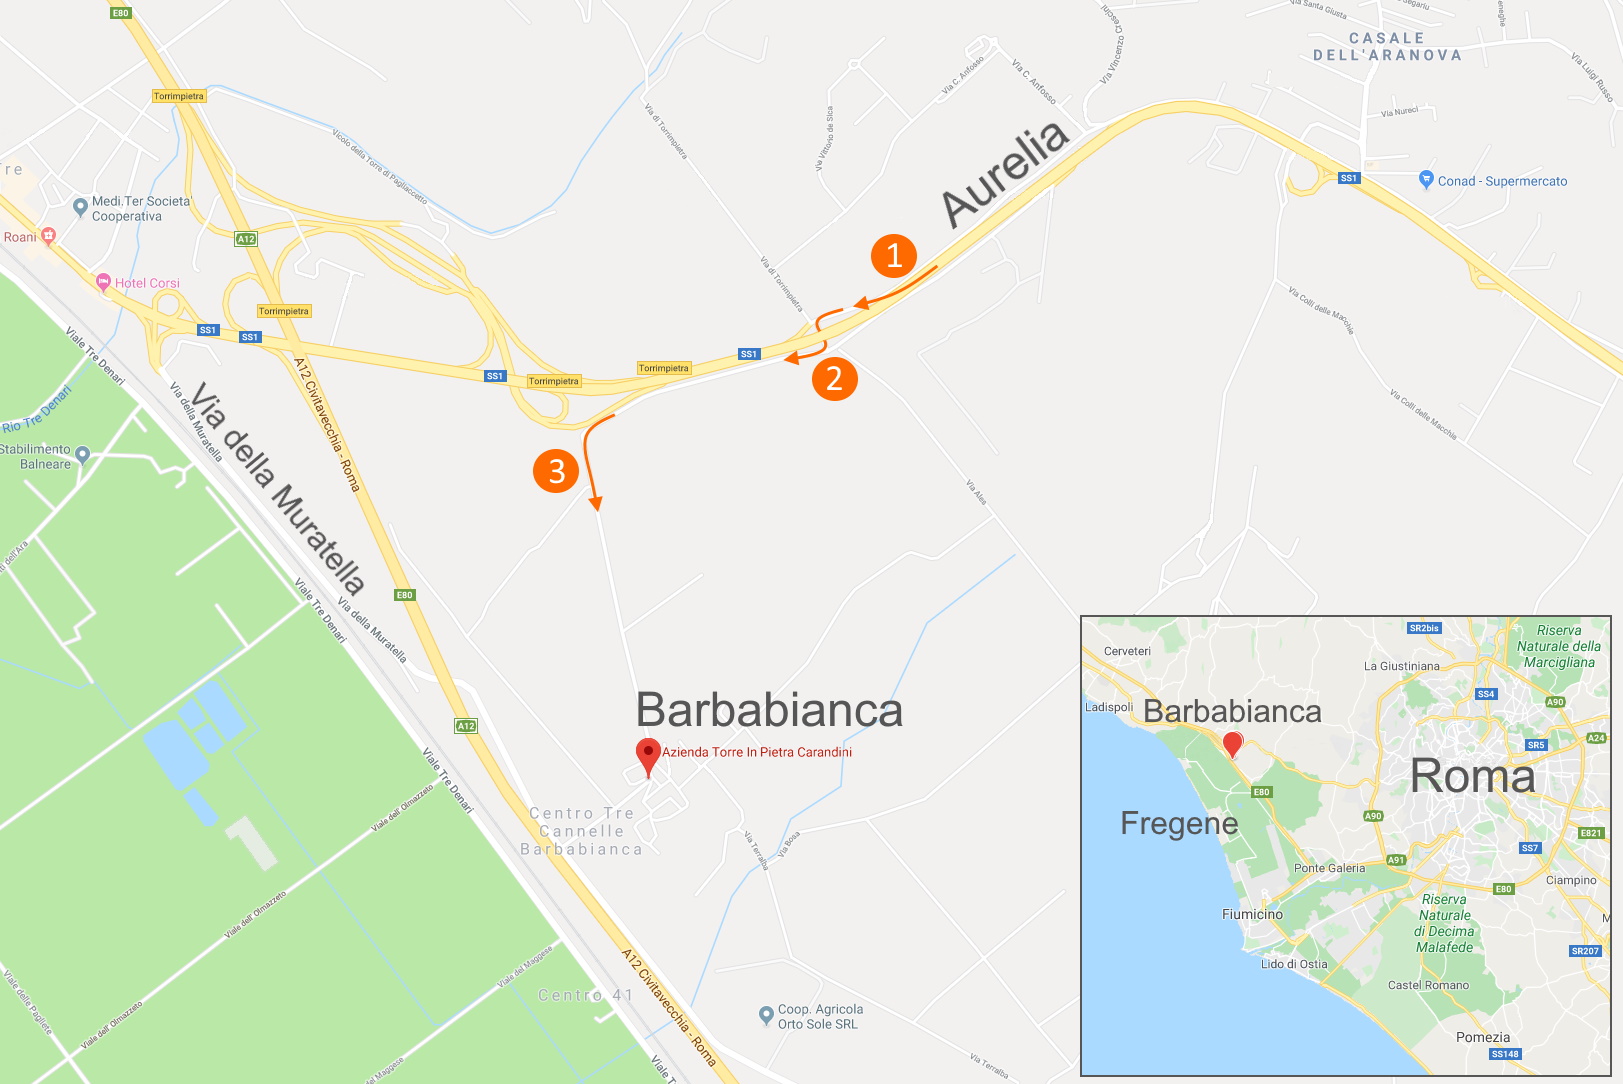 E80
Via Santa Giusta
CASALE
DELL'ARANOVA
Via Vincenzo Crescini
Via Luigi Russo
Via C. Anfosso
Via C. Anfosso
Torrimpietra
Via di Torrimpietra
Via Vittorio de Sica
Via Nureci
Vicolo della Torre di Pagliaccetto
Aurelia
Tre
SS1
Conad - Supermercato
Medi.Ter Societa'
Cooperativa
Roani
A12
1
Via di Torrimpietra
Hotel Corsi
Torrimpietra
Via Colli delle Macchie
SS1
SS1
Viale Tre Denari
SS1
Torrimpietra
SS1
Torrimpietra
2
A12 Civitavecchia - Roma
Via della Muratella
Via della Muratella
Rio Tre Denari
Via Colli delle Macchie
Stabilimento
Balneare
3
Via Ales
Viale Tre Denari
E80
Via della Muratella
A12
Barbabianca
Azienda Torre In Pietra Carandini
Viale Tre Denari
Viale dell' Olmazzeto
Centro Tre
Cannelle
Barbabianca
Via Terralba
Via Bosa
Viale dell' Olmazzeto
A12 Civitavecchia - Roma
Viale del Maggese
Centro 41
Viale delle Pagliete
Viale dell' Olmazzeto
Coop. Agricola
Orto Sole SRL
Via Terralba
del Maggese
Viale T
SR2bis
Riserva
Naturale della
Marcigliana
Cerveteri
La Giustiniana
SS4
A90
Ladispoli
Barbabianca
SR5
A24
Roma
E80
A90
Fregene
E821
SS7
A91
Ponte Galeria
E80
Ciampino
Riserva
Naturale
di Decima
Malafede
Fiumicino
M
SR207
Lido di Ostia
Castel Romano
Pomezia
SS148